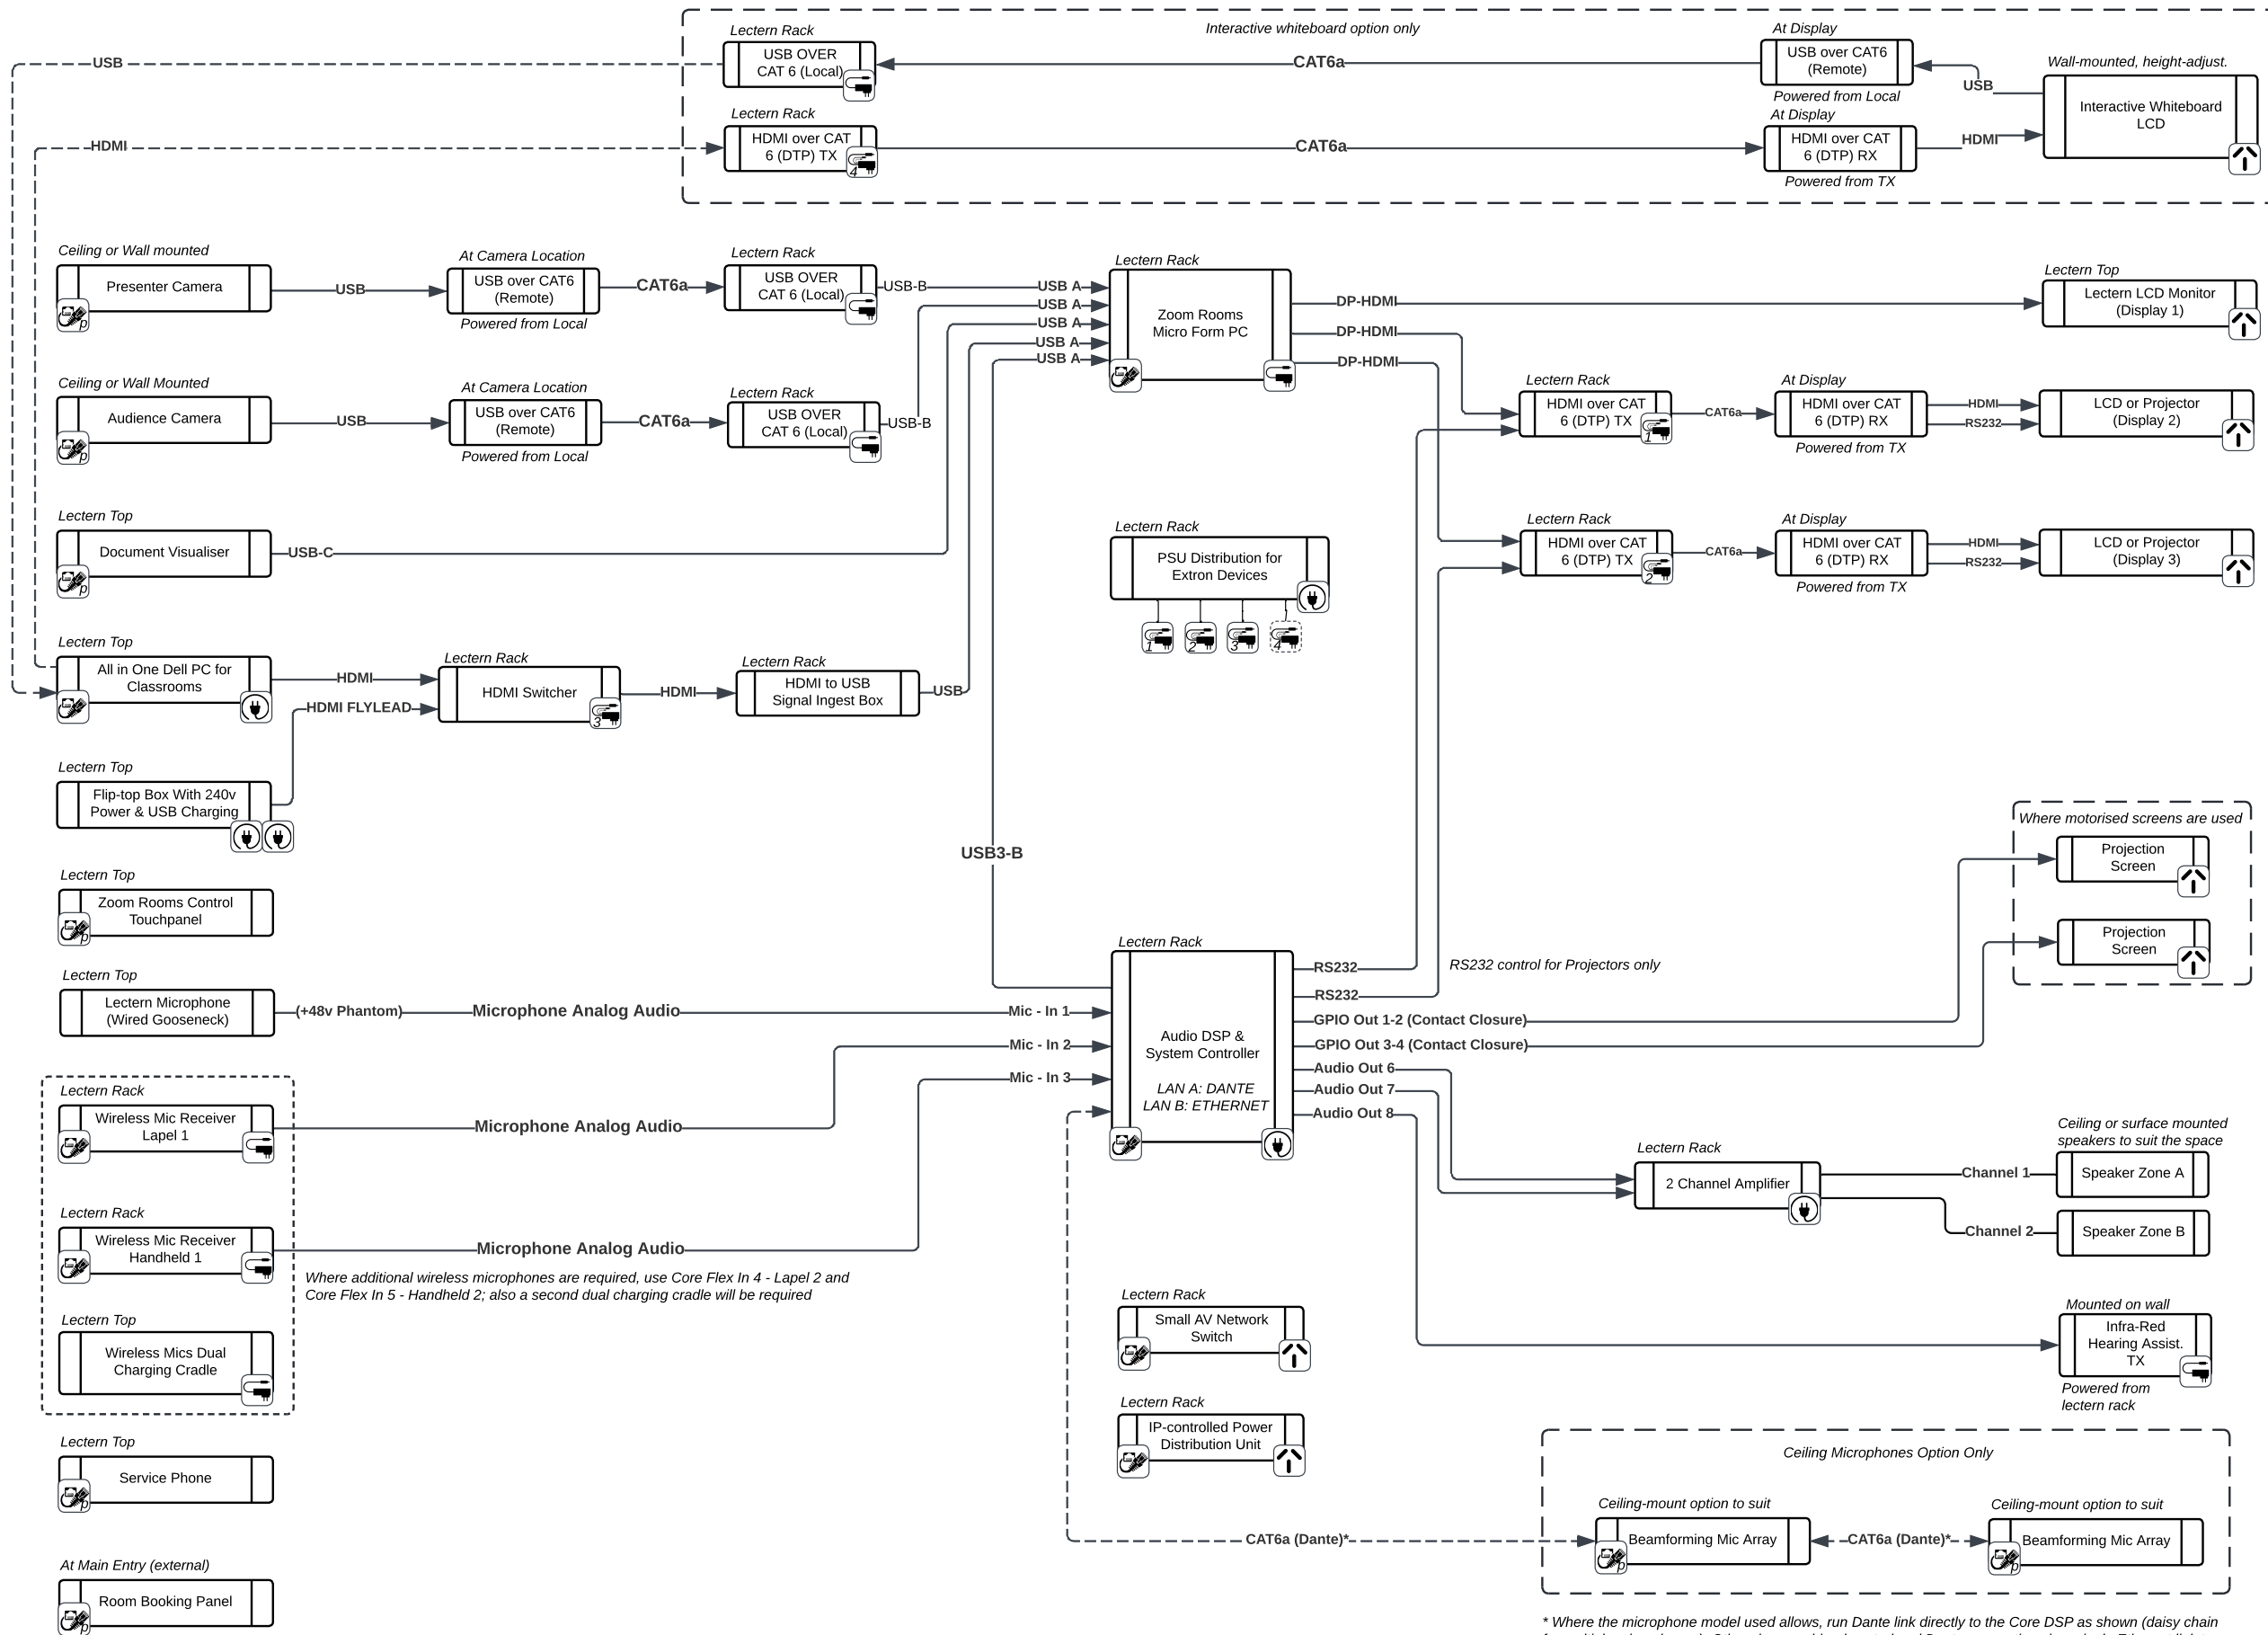 Interactive whiteboard option only
Lectern Rack
USB OVER
CAT 6 (Local)
USB
CAT6a
At Display
USB over CAT6
(Remote)
Powered from Local
USB
Wall-mounted, height-adjust.
Interactive Whiteboard
LCD
Lectern Rack
HDMI over CAT
6 (DTP) TX
4
HDMI
CAT6a
At Display
HDMI over CAT
6 (DTP) RX
Powered from TX
HDMI
Ceiling or Wall mounted
Presenter Camera
p
USB
At Camera Location
USB over CAT6
(Remote)
Powered from Local
CAT6a
Lectern Rack
USB OVER
CAT 6 (Local)
USB-B
USB A
USB A
USB A
USB A
USB A
Lectern Rack
Zoom Rooms
Micro Form PC
DP-HDMI
DP-HDMI
DP-HDMI
Lectern Top
Lectern LCD Monitor
(Display 1)
Ceiling or Wall Mounted
Audience Camera
p
USB
At Camera Location
USB over CAT6
(Remote)
Powered from Local
CAT6a
Lectern Rack
USB OVER
CAT 6 (Local)
USB-B
Lectern Rack
HDMI over CAT
6 (DTP) TX
1
CAT6a
At Display
HDMI over CAT
6 (DTP) RX
Powered from TX
HDMI
RS232
LCD or Projector
(Display 2)
Lectern Top
Document Visualiser
p
USB-C
Lectern Rack
PSU Distribution for
Extron Devices
1
2
3
4
Lectern Rack
HDMI over CAT
6 (DTP) TX
2
CAT6a
At Display
HDMI over CAT
6 (DTP) RX
Powered from TX
HDMI
RS232
LCD or Projector
(Display 3)
Lectern Top
All in One Dell PC for
Classrooms
HDMI
HDMI FLYLEAD
Lectern Rack
HDMI Switcher
3
HDMI
Lectern Rack
HDMI to USB
Signal Ingest Box
USB
Lectern Top
Flip-top Box With 240v
Power & USB Charging
USB3-B
Where motorised screens are used
Projection
Screen
Projection
Screen
Lectern Top
Zoom Rooms Control
Touchpanel
p
Lectern Top
Lectern Microphone
(Wired Gooseneck)
(+48v Phantom)
Microphone Analog Audio
Mic - In 1
Mic - In 2
Mic - In 3
Lectern Rack
Audio DSP &
System Controller
LAN A: DANTE
LAN B: ETHERNET
RS232
RS232
RS232 control for Projectors only
GPIO Out 1-2 (Contact Closure)
GPIO Out 3-4 (Contact Closure)
Audio Out 6
Audio Out 7
Audio Out 8
Lectern Rack
Wireless Mic Receiver
Lapel 1
Microphone Analog Audio
Lectern Rack
2 Channel Amplifier
Channel 1
Channel 2
Ceiling or surface mounted
speakers to suit the space
Speaker Zone A
Speaker Zone B
Lectern Rack
Wireless Mic Receiver
Handheld 1
Microphone Analog Audio
Where additional wireless microphones are required, use Core Flex In 4 - Lapel 2 and
Core Flex In 5 - Handheld 2; also a second dual charging cradle will be required
Lectern Top
Wireless Mics Dual
Charging Cradle
Lectern Rack
Small AV Network
Switch
Mounted on wall
Infra-Red
Hearing Assist.
TX
Powered from
lectern rack
Lectern Rack
IP-controlled Power
Distribution Unit
Lectern Top
Service Phone
p
Ceiling Microphones Option Only
CAT6a (Dante)*
Ceiling-mount option to suit
Beamforming Mic Array
p
CAT6a (Dante)*
Ceiling-mount option to suit
Beamforming Mic Array
p
At Main Entry (external)
Room Booking Panel
p
* Where the microphone model used allows, run Dante link directly to the Core DSP as shown (daisy chain